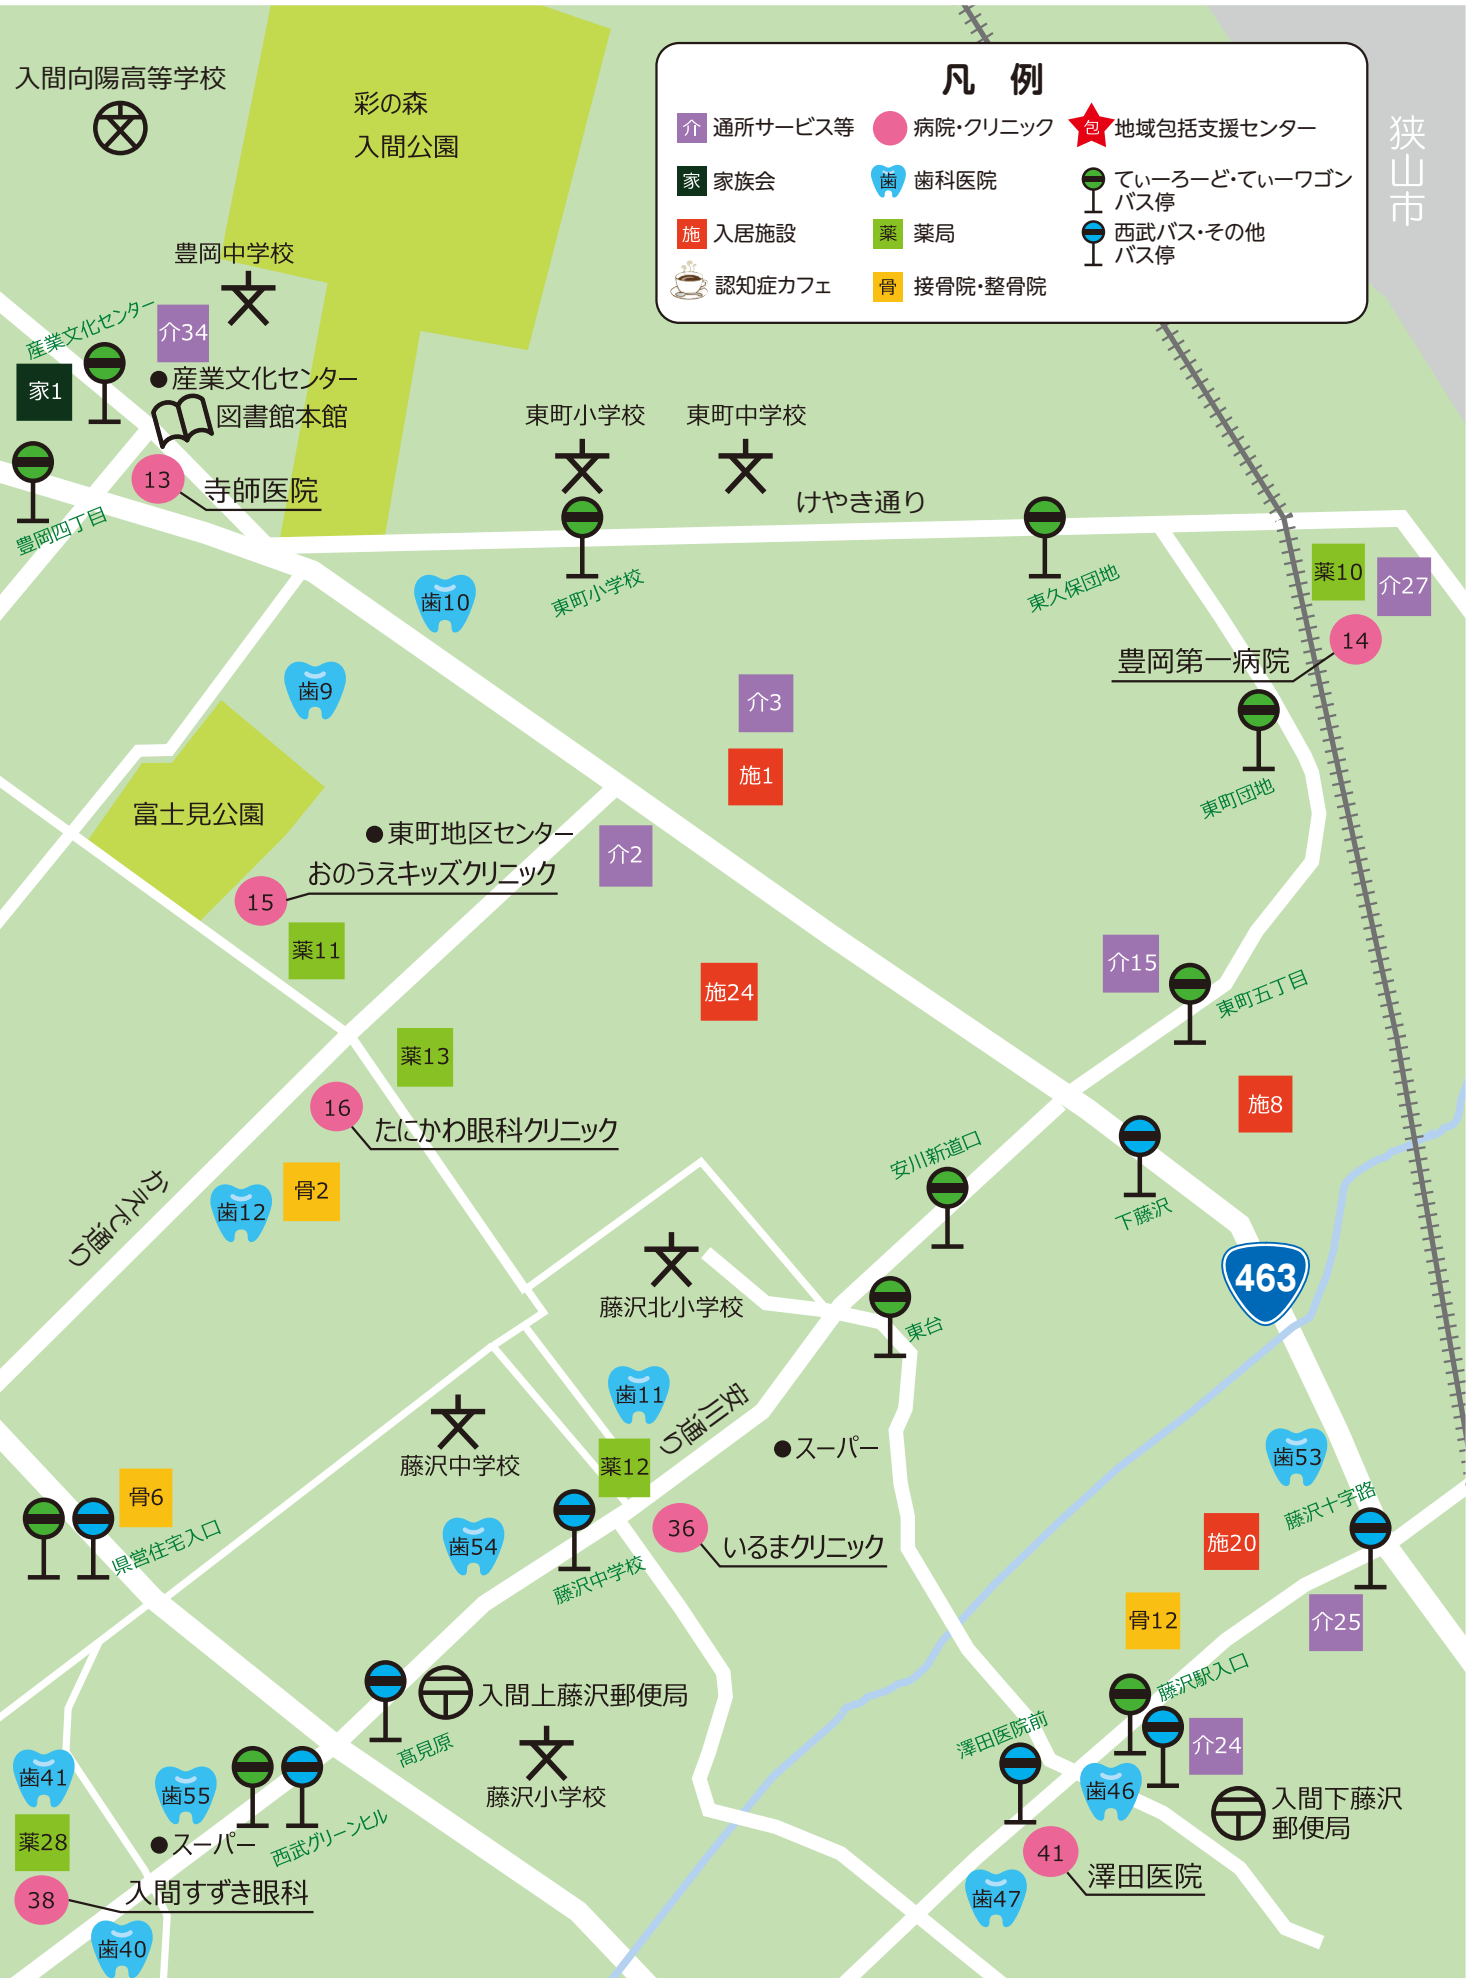 入間向陽高等学校
彩の森
入間公園
凡 例
介 通所サービス等
病院・クリニック
包 地域包括支援センター
家 家族会
歯 歯科医院
てぃーろーど・てぃーワゴン
バス停
施 入居施設
薬 薬局
西武バス・その他
バス停
認知症カフェ
骨 接骨院・整骨院
狭山市
豊岡中学校
産業文化センター
介34
家1
産業文化センター
図書館本館
13
寺師医院
豊岡四丁目
東町小学校
東町中学校
けやき通り
東町小学校
東久保団地
歯10
薬10
介27
14
豊岡第一病院
歯9
介3
施1
東町団地
富士見公園
東町地区センター
おのうえキッズクリニック
介2
15
薬11
施24
介15
東町五丁目
薬13
16
たにかわ眼科クリニック
施8
安川新道口
下藤沢
かえで通り
歯12
骨2
463
藤沢北小学校
東台
歯11
安川通り
スーパー
藤沢中学校
薬12
歯53
骨6
県営住宅入口
歯54
藤沢中学校
36
いるまクリニック
藤沢十字路
施20
骨12
介25
入間上藤沢郵便局
髙見原
藤沢駅入口
澤田医院前
介24
歯41
歯55
藤沢小学校
歯46
入間下藤沢
郵便局
薬28
スーパー
西武グリーンヒル
41
澤田医院
38
入間すずき眼科
歯47
歯40